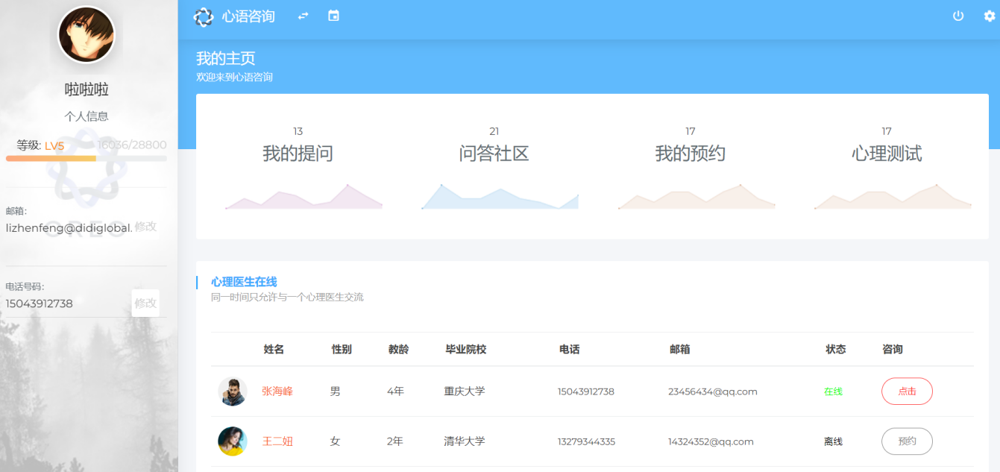 啦啦啦
个人信息
等级: LV5 16036/28800
OREO
邮箱:
lizhenfeng@didiglobal. 修改
电话号码:
15043912738 修改
心语咨询
我的主页
欢迎来到心语咨询
13 21 17 17
我的提问 问答社区 我的预约 心理测试
心理医生在线
同一时间只允许与一个心理医生交流
姓名 性别 教龄 毕业院校 电话 邮箱 状态 咨询
张海峰 男 4年 重庆大学 15043912738 23456434@qq.com 在线 点击
王二妞 女 2年 清华大学 13279344335 14324352@qq.com 离线 预约